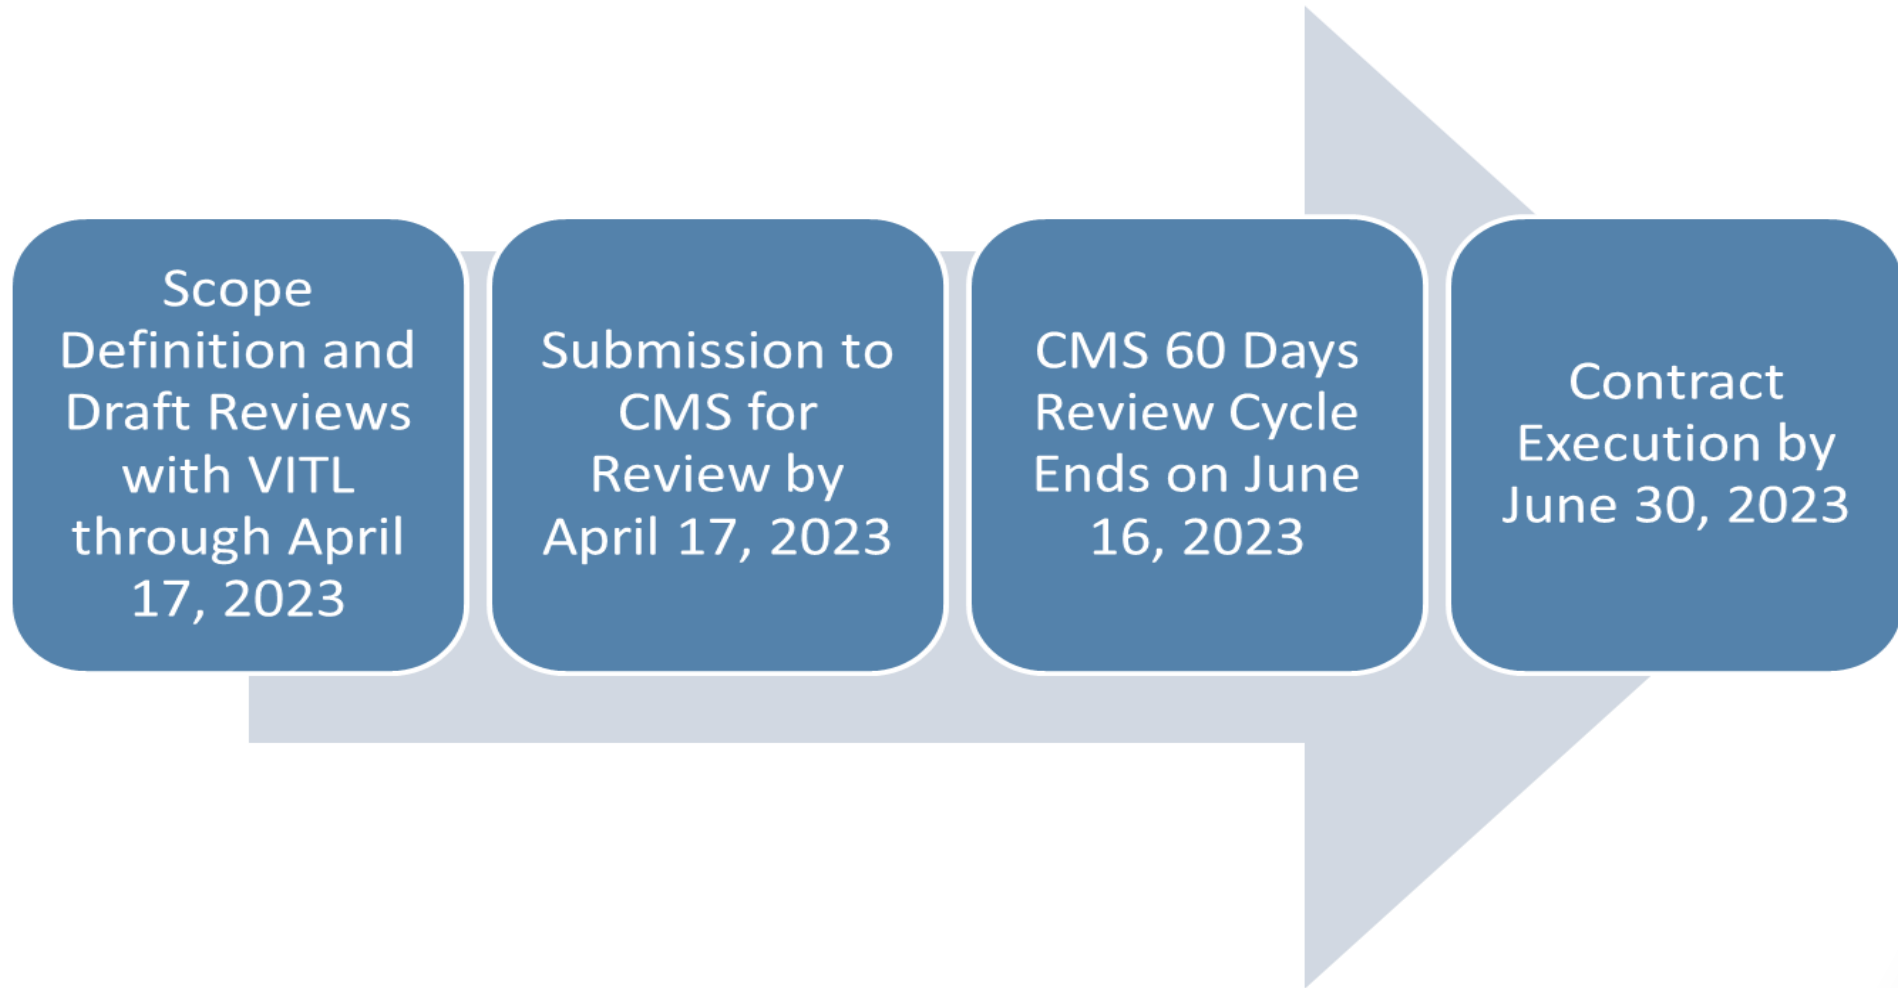 Scope
Definition and
Draft Reviews
with VITL
through April
17, 2023
Submission to
CMS for
Review by
April 17, 2023
CMS 60 Days
Review Cycle
Ends on June
16, 2023
Contract
Execution by
June 30, 2023